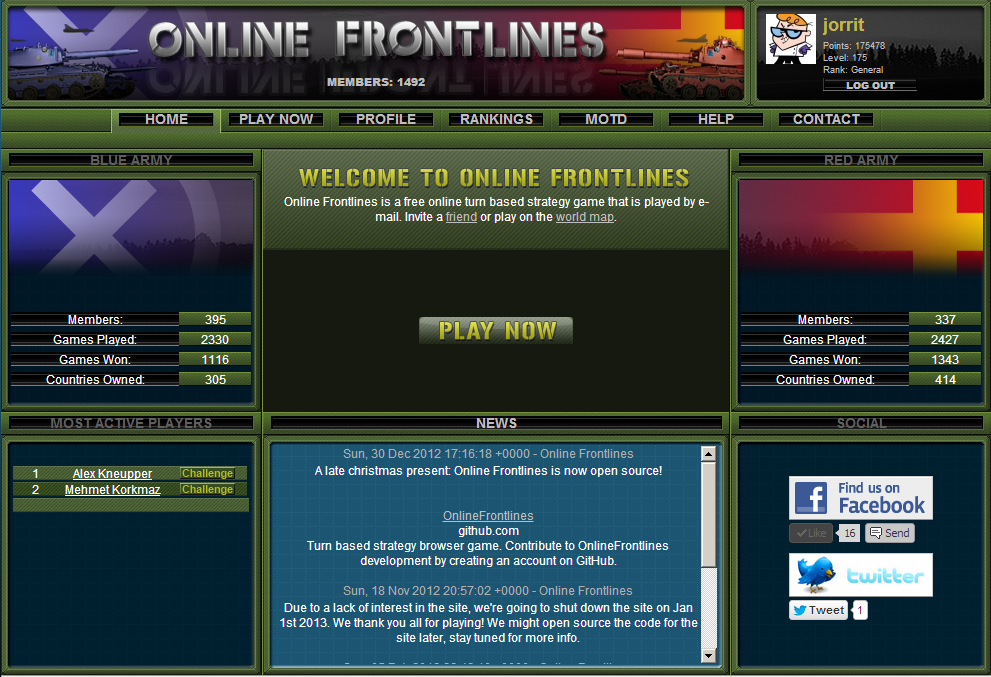 ONLINE FRONTLINES
MEMBERS: 1492
jorrit
Points: 175478
Level: 175
Rank: General
LOG OUT
HOME
PLAY NOW
PROFILE
RANKINGS
MOTD
HELP
CONTACT
BLUE ARMY
Members: 395
Games Played: 2330
Games Won: 1116
Countries Owned: 305
WELCOME TO ONLINE FRONTLINES
Online Frontlines is a free online turn based strategy game that is played by e-
mail. Invite a friend or play on the world map.
PLAY NOW
RED ARMY
Members: 337
Games Played: 2427
Games Won: 1343
Countries Owned: 414
MOST ACTIVE PLAYERS
1 Alex Kneupper Challenge
2 Mehmet Korkmaz Challenge
NEWS
Sun, 30 Dec 2012 17:16:18 +0000 - Online Frontlines
A late christmas present: Online Frontlines is now open source!
OnlineFrontlines
github.com
Turn based strategy browser game. Contribute to OnlineFrontlines
development by creating an account on GitHub.
Sun, 18 Nov 2012 20:57:02 +0000 - Online Frontlines
Due to a lack of interest in the site, we're going to shut down the site on Jan
1st 2013. We thank you all for playing! We might open source the code for the
site later, stay tuned for more info.
SOCIAL
Find us on
Facebook
Like 16 Send
twitter
Tweet 1